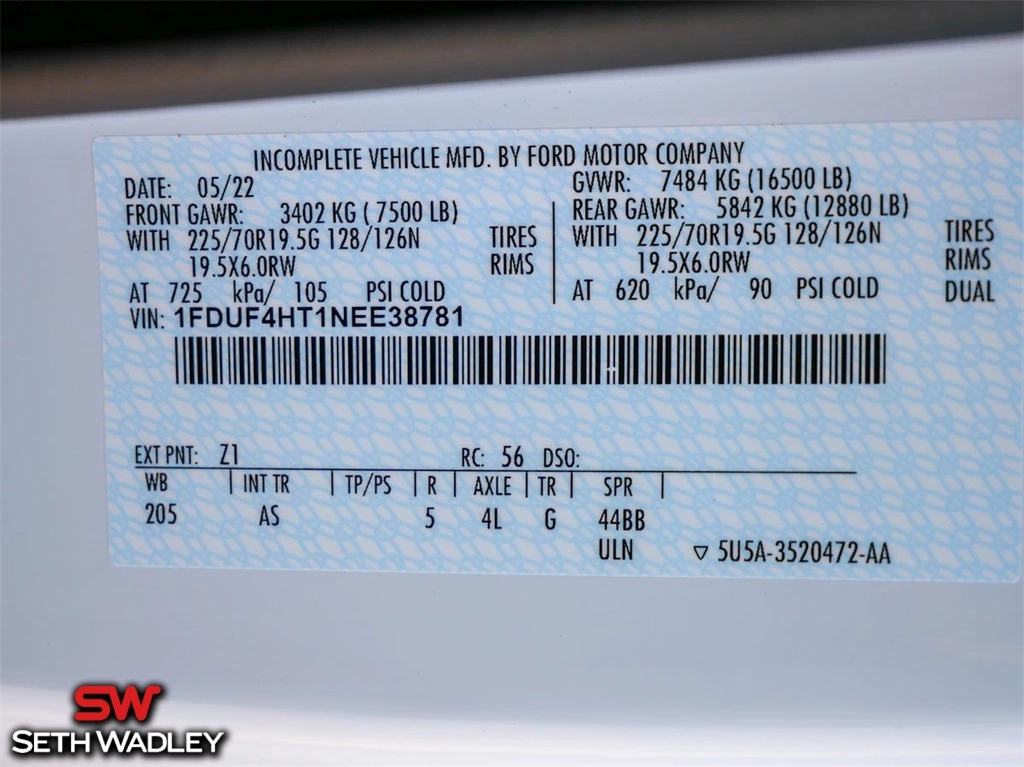 INCOMPLETE VEHICLE MFD. BY FORD MOTOR COMPANY
DATE: 05/22 GVWR: 7484 KG (16500 LB)
FRONT GAWR: 3402 KG ( 7500 LB) REAR GAWR: 5842 KG (12880 LB)
WITH 225/70R19.5G 128/126N TIRES WITH 225/70R19.5G 128/126N TIRES
19.5X6.0RW RIMS 19.5X6.0RW RIMS
AT 725 kPa/ 105 PSI COLD AT 620 kPa/ 90 PSI COLD DUAL
VIN: 1FDUF4HT1NEE38781
EXT PNT: Z1 RC: 56 DSO:
WB INT TR TP/PS R AXLE TR SPR
205 AS 5 4L G 44BB
ULN ▽ 5U5A-3520472-AA
SW
SETH WADLEY